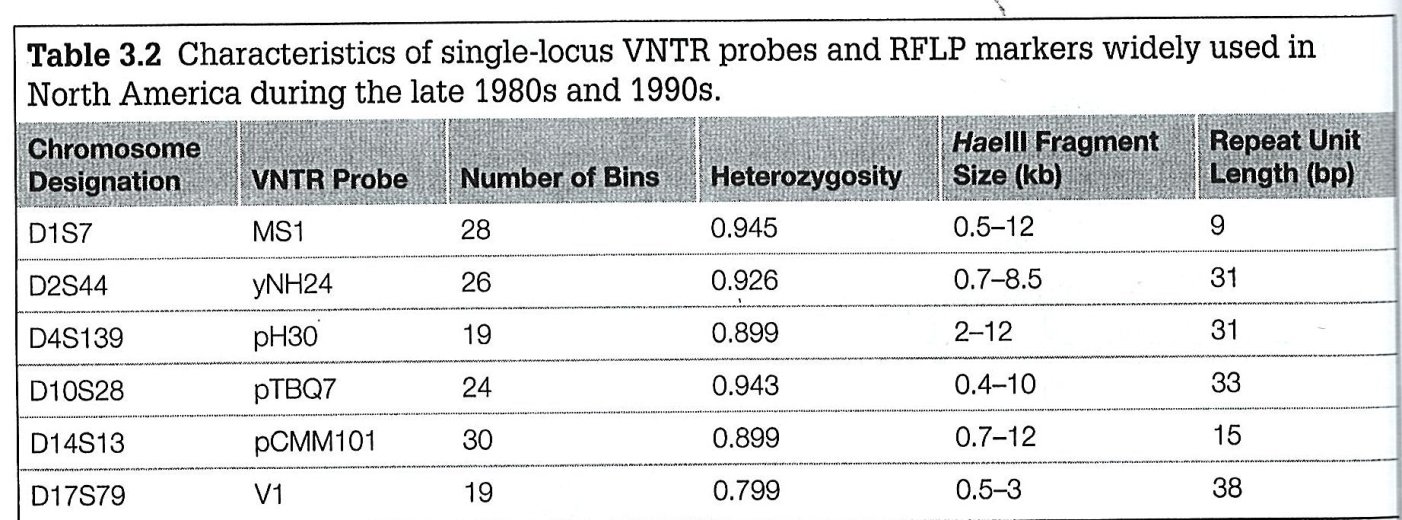 Table 3.2 Characteristics of single-locus VNTR probes and RFLP markers widely used in
North America during the late 1980s and 1990s.
Chromosome Designation VNTR Probe Number of Bins Heterozygosity HaeIII Fragment Size (kb) Repeat Unit Length (bp)
D1S7 MS1 28 0.945 0.5–12 9
D2S44 yNH24 26 0.926 0.7–8.5 31
D4S139 pH30 19 0.899 2–12 31
D10S28 pTBQ7 24 0.943 0.4–10 33
D14S13 pCMM101 30 0.899 0.7–12 15
D17S79 V1 19 0.799 0.5–3 38